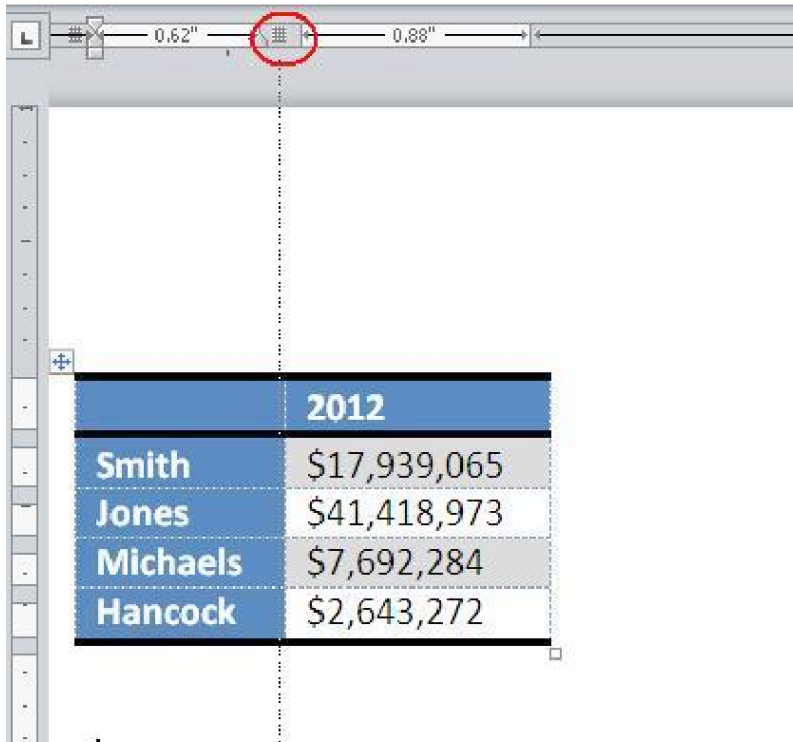 L 0.62" 0.88"
2012
Smith $17,939,065
Jones $41,418,973
Michaels $7,692,284
Hancock $2,643,272